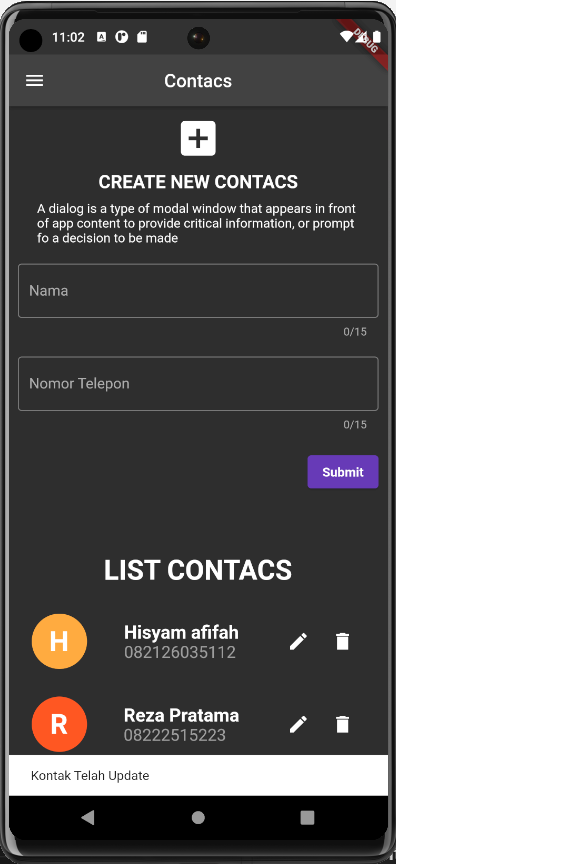 11:02
DEBUG
Contacs
CREATE NEW CONTACS
A dialog is a type of modal window that appears in front
of app content to provide critical information, or prompt
fo a decision to be made
Nama
0/15
Nomor Telepon
0/15
Submit
LIST CONTACS
H
Hisyam afifah
082126035112
R
Reza Pratama
08222515223
Kontak Telah Update